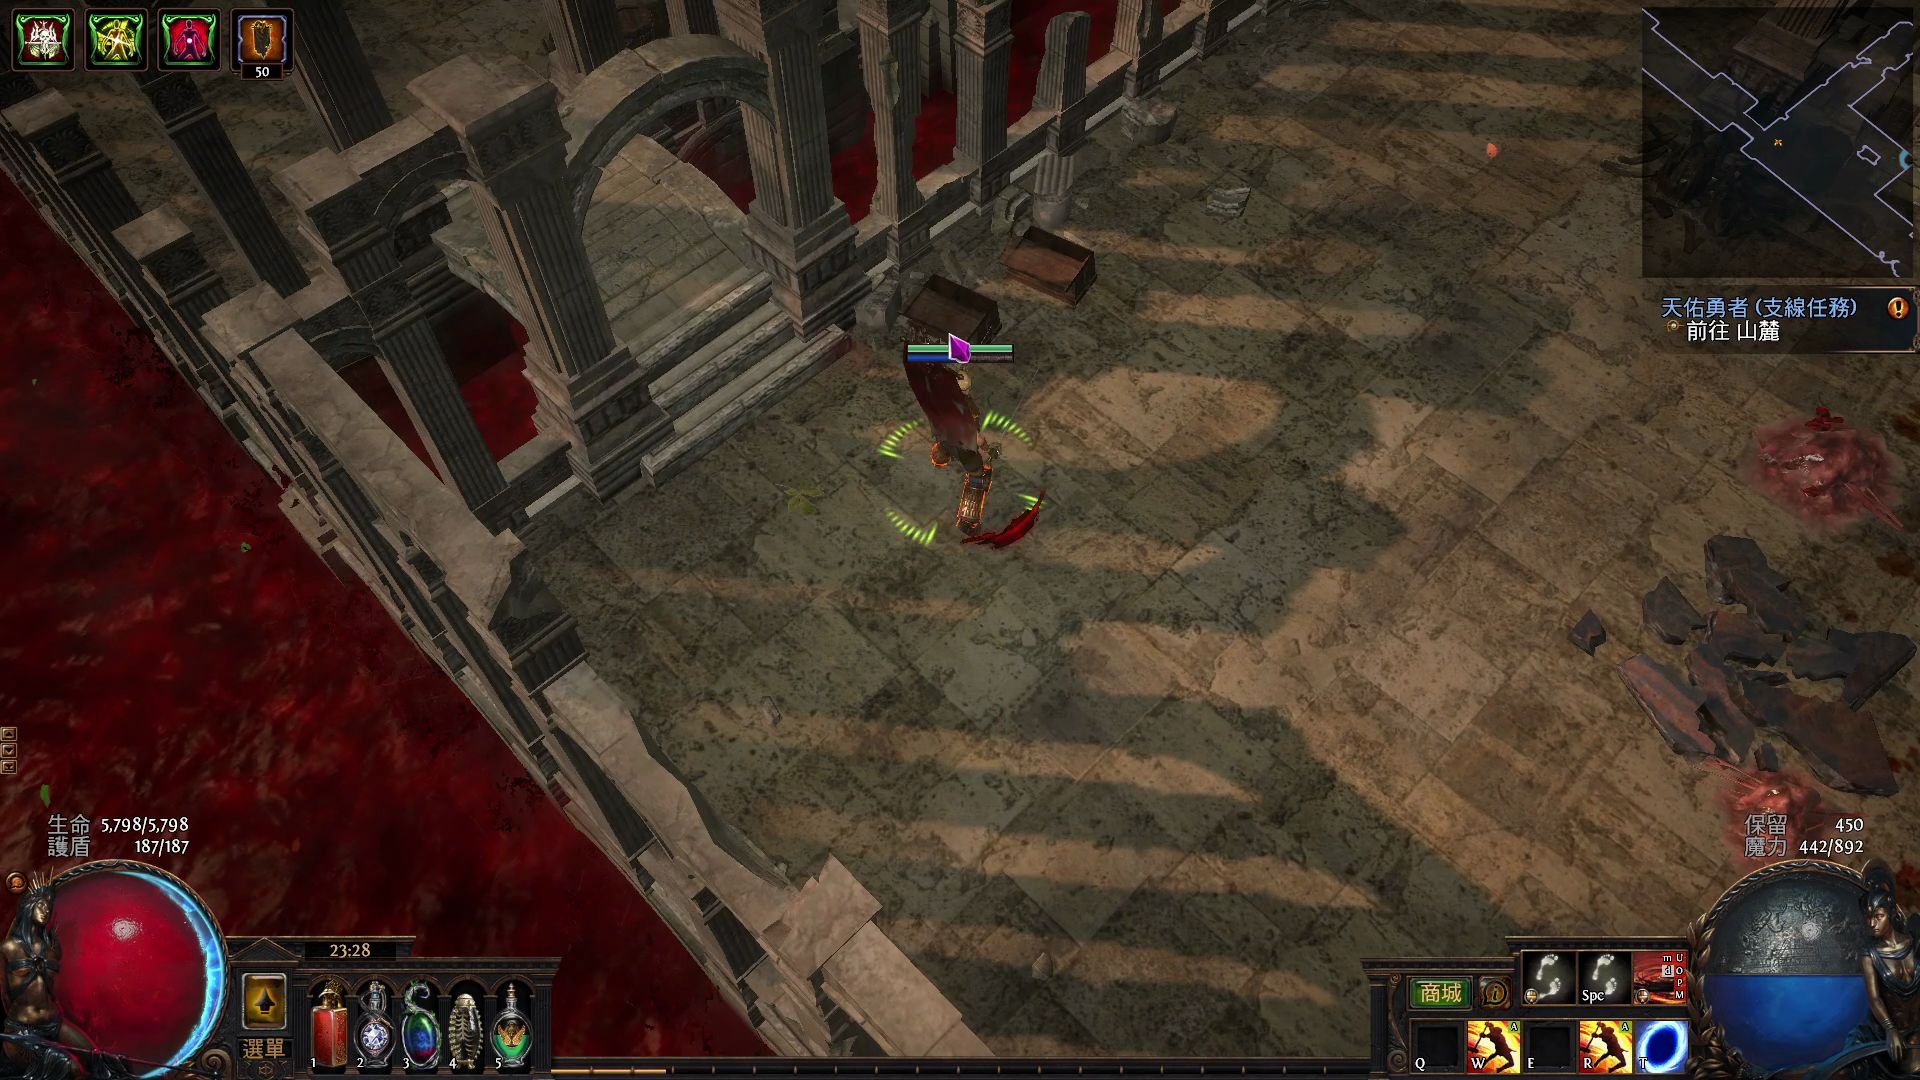 50
天佑勇者 (支線任務)
前往 山麓
生命 5,798/5,798
護盾 187/187
保留 450
魔力 442/892
23:28
選單
1 2 3 4 5
商城
Spc
m U
d O
P
M
Q W A E R A T